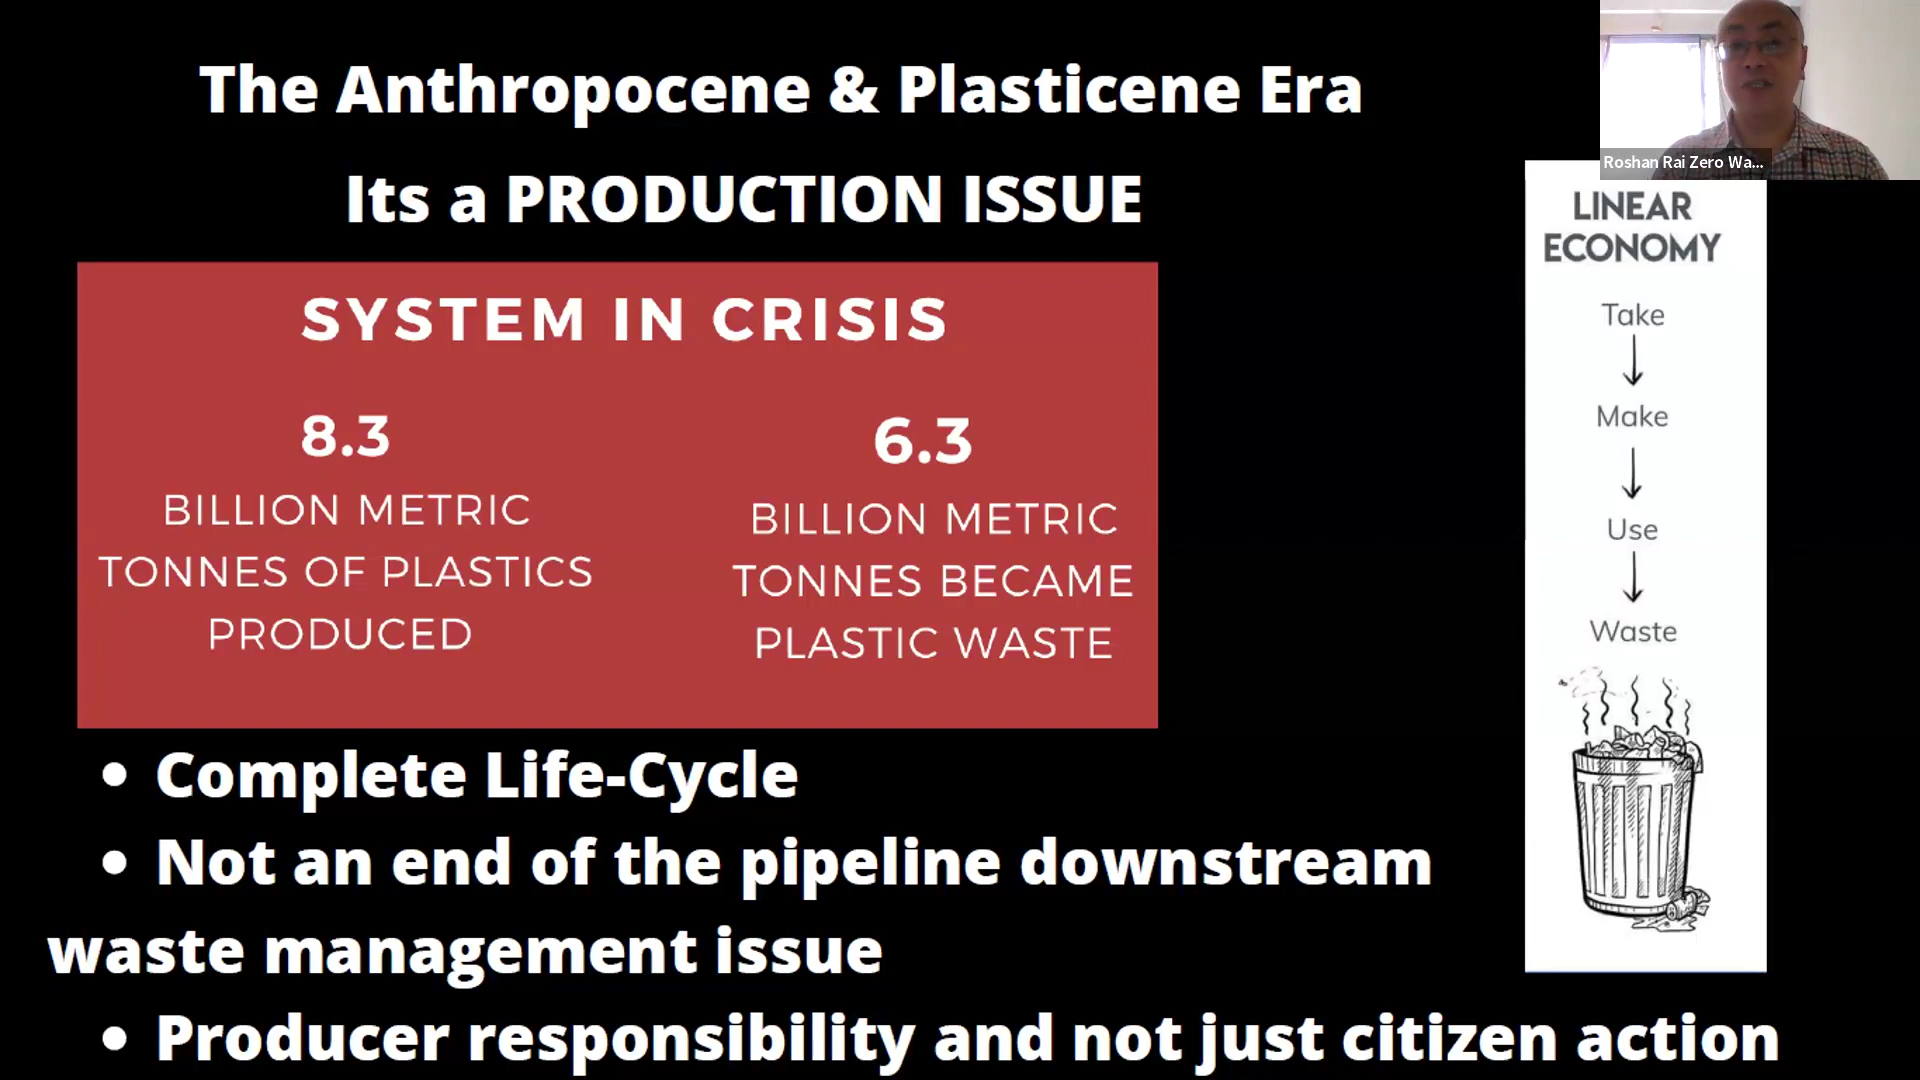 The Anthropocene & Plasticene Era
Its a PRODUCTION ISSUE
SYSTEM IN CRISIS
8.3
BILLION METRIC
TONNES OF PLASTICS
PRODUCED
6.3
BILLION METRIC
TONNES BECAME
PLASTIC WASTE
• Complete Life-Cycle
• Not an end of the pipeline downstream
waste management issue
• Producer responsibility and not just citizen action
Roshan Rai Zero Wa...
LINEAR
ECONOMY
Take
Make
Use
Waste